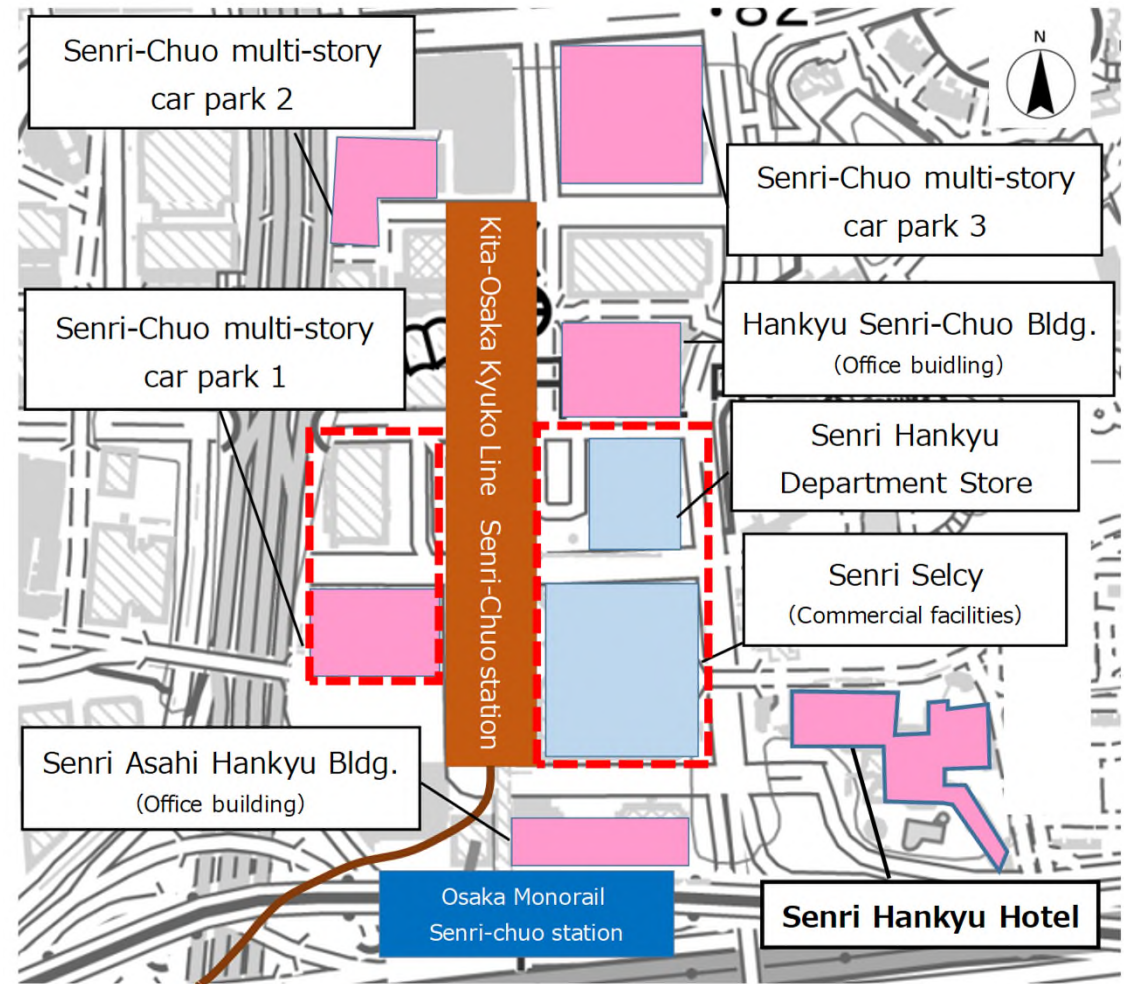 Senri-Chuo multi-story
car park 2
N
Senri-Chuo multi-story
car park 3
Senri-Chuo multi-story
car park 1
Kita-Osaka Kyuko Line Senri-Chuo station
Hankyu Senri-Chuo Bldg.
(Office buidling)
Senri Hankyu
Department Store
Senri Selcy
(Commercial facilities)
Senri Asahi Hankyu Bldg.
(Office building)
Osaka Monorail
Senri-chuo station
Senri Hankyu Hotel